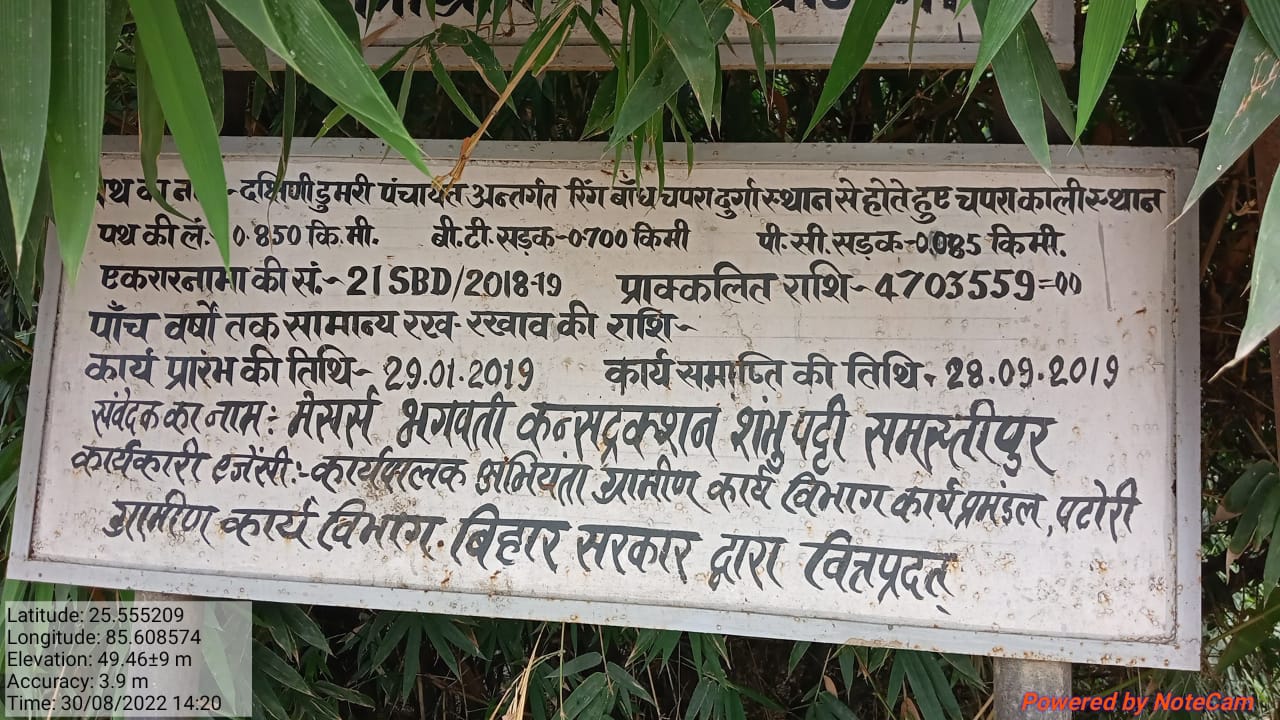 पथ का नाम-दक्षिणी डुमरी पंचायत अन्तर्गत रिंग बाँध चपरा दुर्गा स्थान से होते हुए चपरा काली स्थान
पथ की लं.-0.850 कि.मी. बी.टी. सड़क-0.700 किमी पी.सी. सड़क-0.085 किमी.
एकरारनामा की सं.-21SBD/2018-19 प्राक्कलित राशि-4703559=00
पाँच वर्षों तक सामान्य रख-रखाव की राशि-
कार्य प्रारंभ की तिथि-29.01.2019 कार्य समाप्ति की तिथि-28.09.2019
संवेदक का नाम: मेसर्स भगवती कन्सट्रक्शन शंभुपट्टी समस्तीपुर
कार्यकारी एजेंसी:-कार्यपालक अभियंता ग्रामीण कार्य विभाग कार्य प्रमंडल, पटोरी
ग्रामीण कार्य विभाग. बिहार सरकार द्वारा वित्तप्रदत्
Latitude: 25.555209
Longitude: 85.608574
Elevation: 49.46±9 m
Accuracy: 3.9 m
Time: 30/08/2022 14:20
Powered by NoteCam